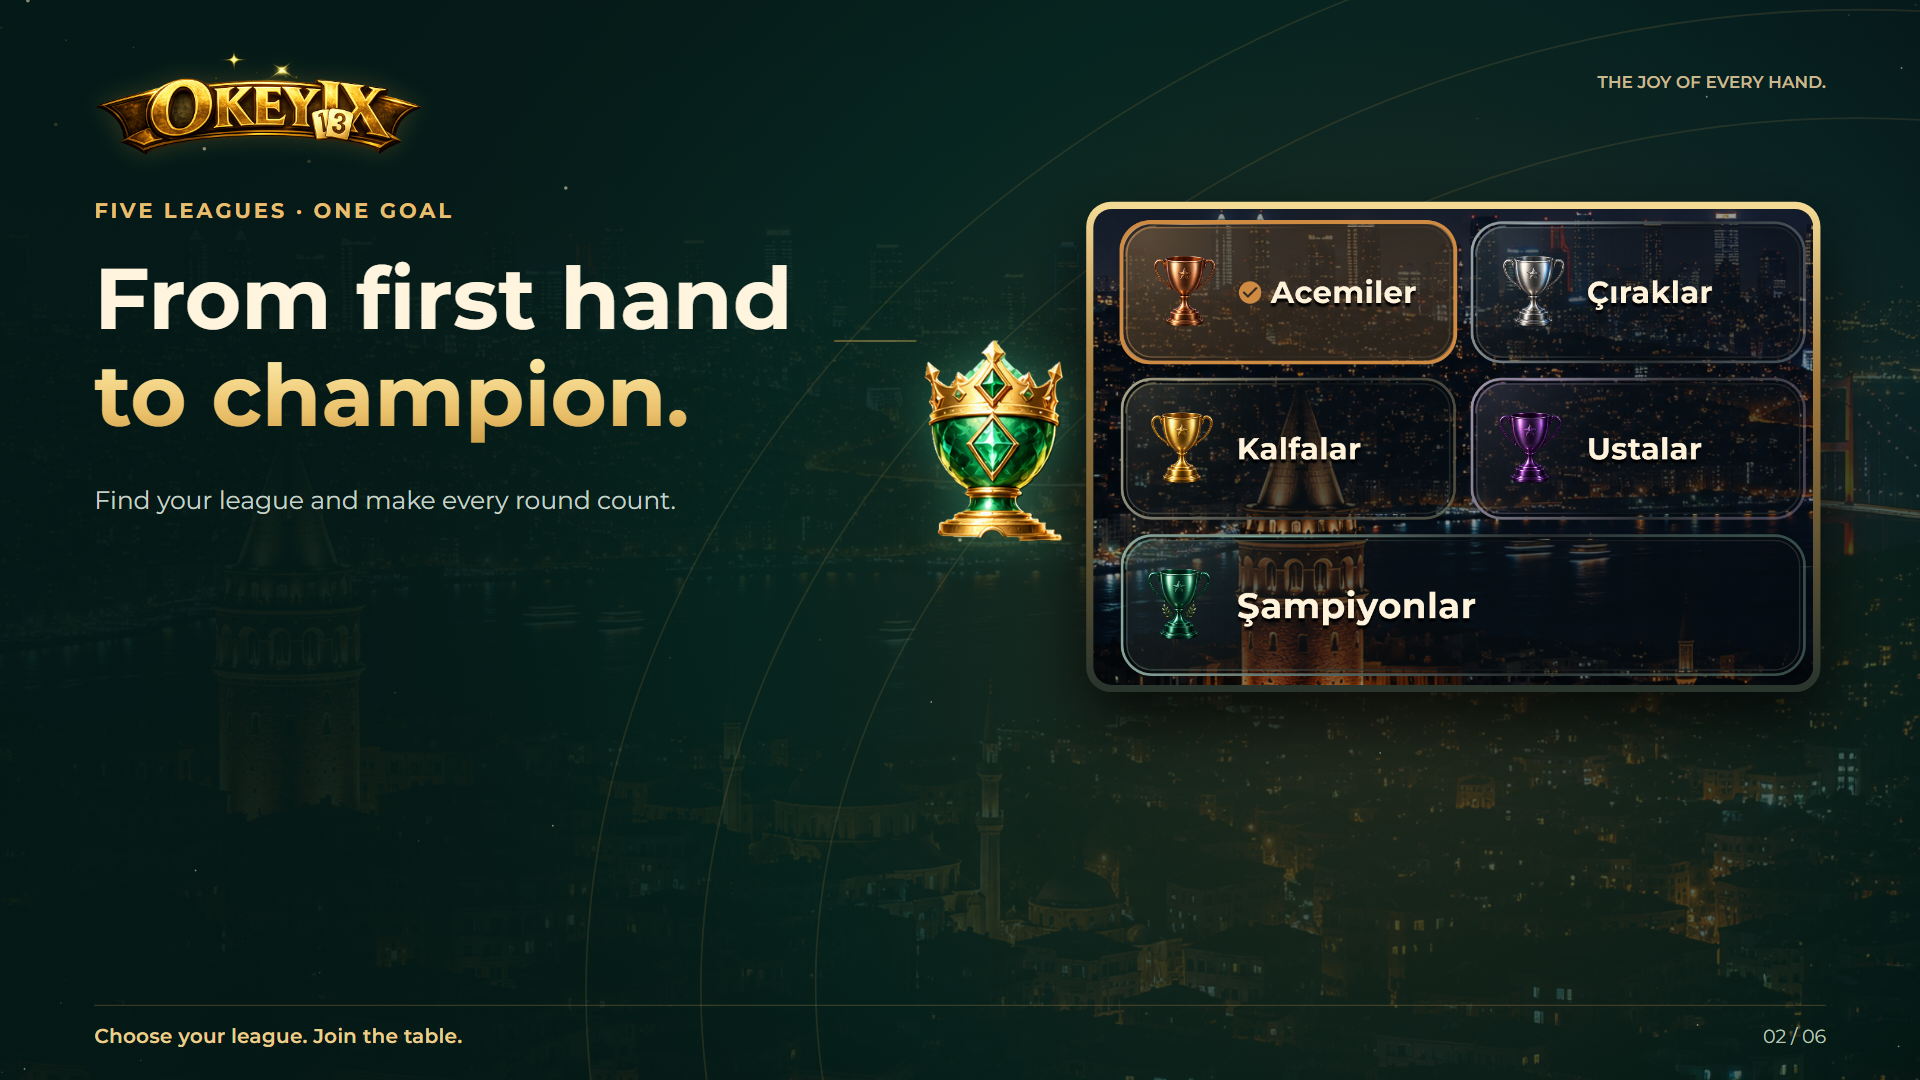 OKEYIX
13
THE JOY OF EVERY HAND.
FIVE LEAGUES · ONE GOAL
From first hand
to champion.
Find your league and make every round count.
Acemiler
Çıraklar
Kalfalar
Ustalar
Şampiyonlar
Choose your league. Join the table.
02 / 06